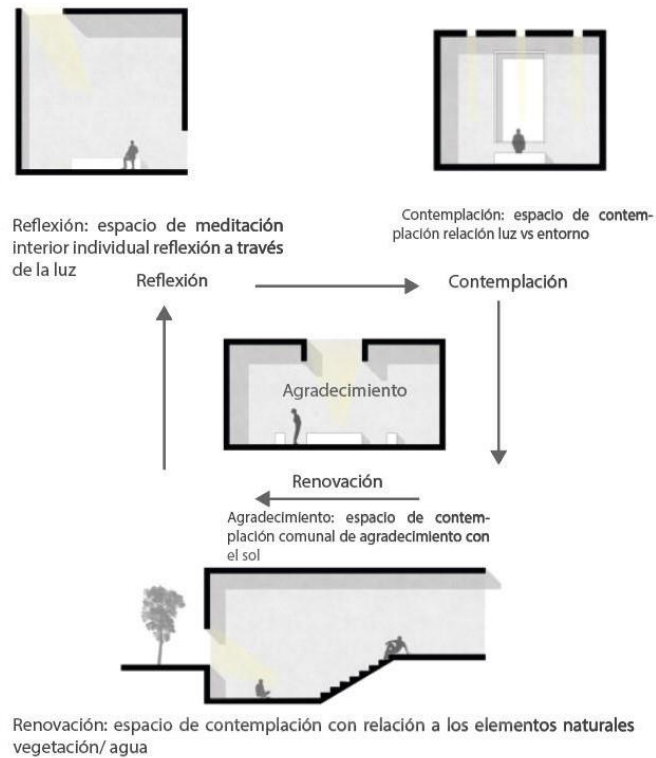 Reflexión: espacio de meditación
interior individual reflexión a través
de la luz
Contemplación: espacio de contem-
plación relación luz vs entorno
Reflexión
Contemplación
Agradecimiento
Renovación
Agradecimiento: espacio de contem-
plación comunal de agradecimiento con
el sol
Renovación: espacio de contemplación con relación a los elementos naturales
vegetación/ agua